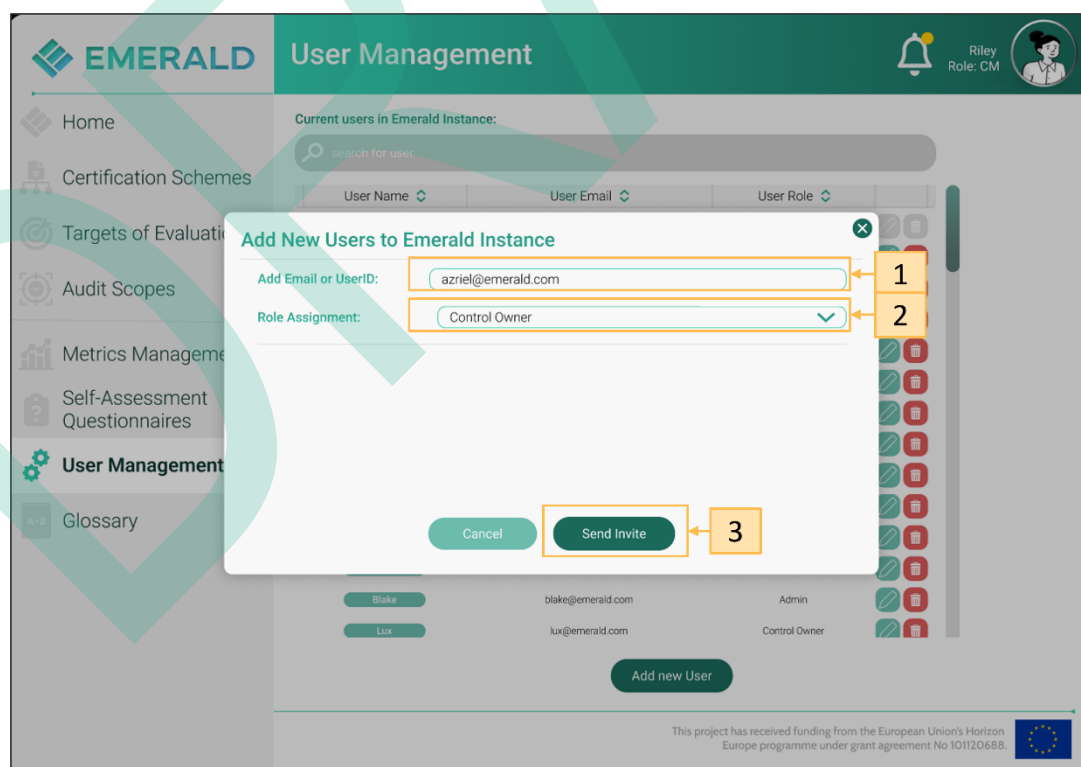 EMERALD
User Management
Riley
Role: CM
Home
Certification Schemes
Targets of Evaluatio
Audit Scopes
Metrics Manageme
Self-Assessment
Questionnaires
User Management
A-Z
Glossary
Current users in Emerald Instance:
search for user
User Name User Email User Role
Add New Users to Emerald Instance
Add Email or UserID: azriel@emerald.com 1
Role Assignment: Control Owner 2
Cancel Send Invite 3
Blake blake@emerald.com Admin
Lux lux@emerald.com Control Owner
Add new User
This project has received funding from the European Union's Horizon
Europe programme under grant agreement No 101120688.